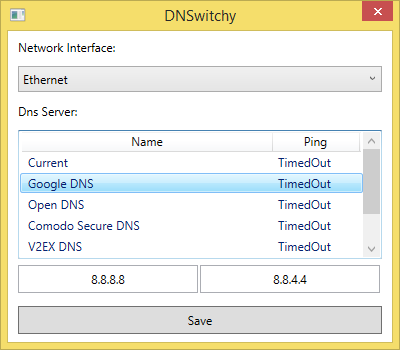 DNSwitchy
Network Interface:
Ethernet
Dns Server:
Name Ping
Current TimedOut
Google DNS TimedOut
Open DNS TimedOut
Comodo Secure DNS TimedOut
V2EX DNS TimedOut
8.8.8.8 8.8.4.4
Save